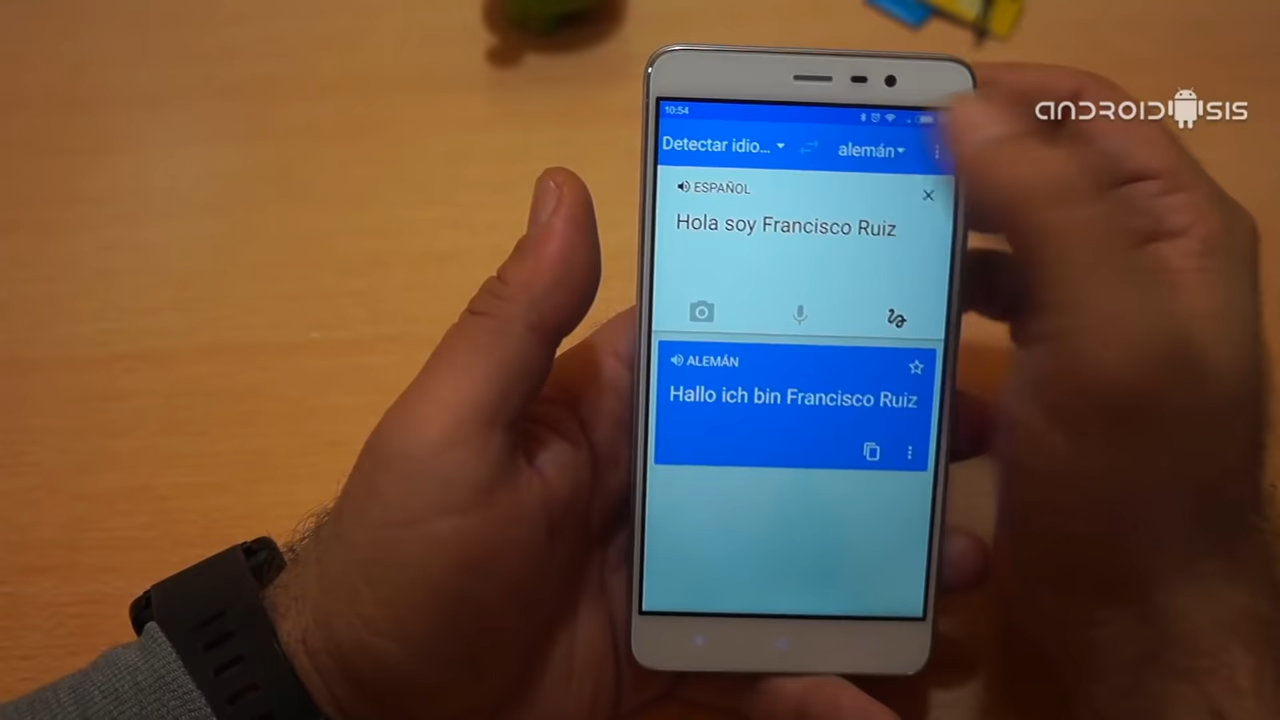 ANDROIDSIS
10:54
Detectar idio... alemán
ESPAÑOL
Hola soy Francisco Ruiz
ALEMÁN
Hallo ich bin Francisco Ruiz